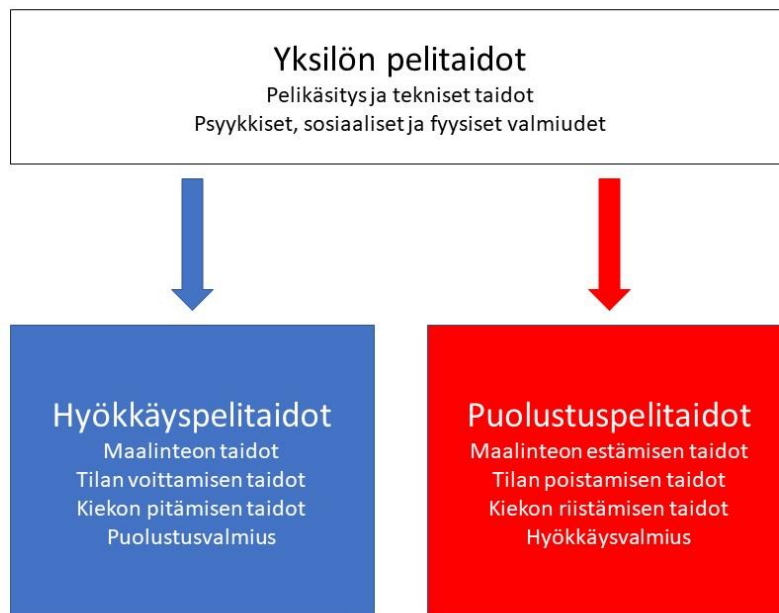 Yksilön pelitaidot
Pelikäsitys ja tekniset taidot
Psyykkiset, sosiaaliset ja fyysiset valmiudet
Hyökkäyspelitaidot
Maalinteon taidot
Tilan voittamisen taidot
Kiekon pitämisen taidot
Puolustusvalmius
Puolustuspelitaidot
Maalinteon estämisen taidot
Tilan poistamisen taidot
Kiekon riistämisen taidot
Hyökkäysvalmius